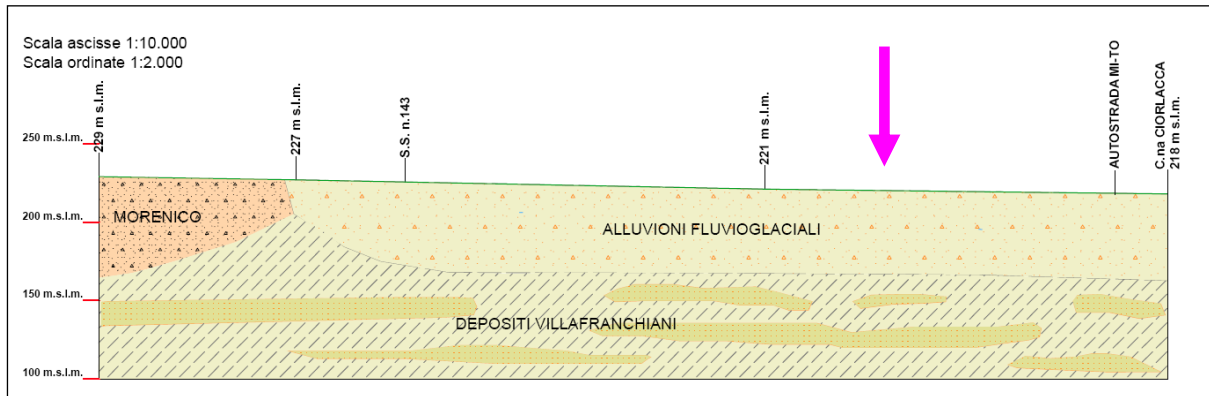 Scala ascisse 1:10.000
Scala ordinate 1:2.000
250 m.s.l.m.
229 m s.l.m.
227 m s.l.m.
S.S. n.143
221 m s.l.m.
AUTOSTRADA MI-TO
C.na CIORLACCA
218 m s.l.m.
200 m.s.l.m.
MORENICO
ALLUVIONI FLUVIOGLACIALI
150 m.s.l.m.
DEPOSITI VILLAFRANCHIANI
100 m.s.l.m.